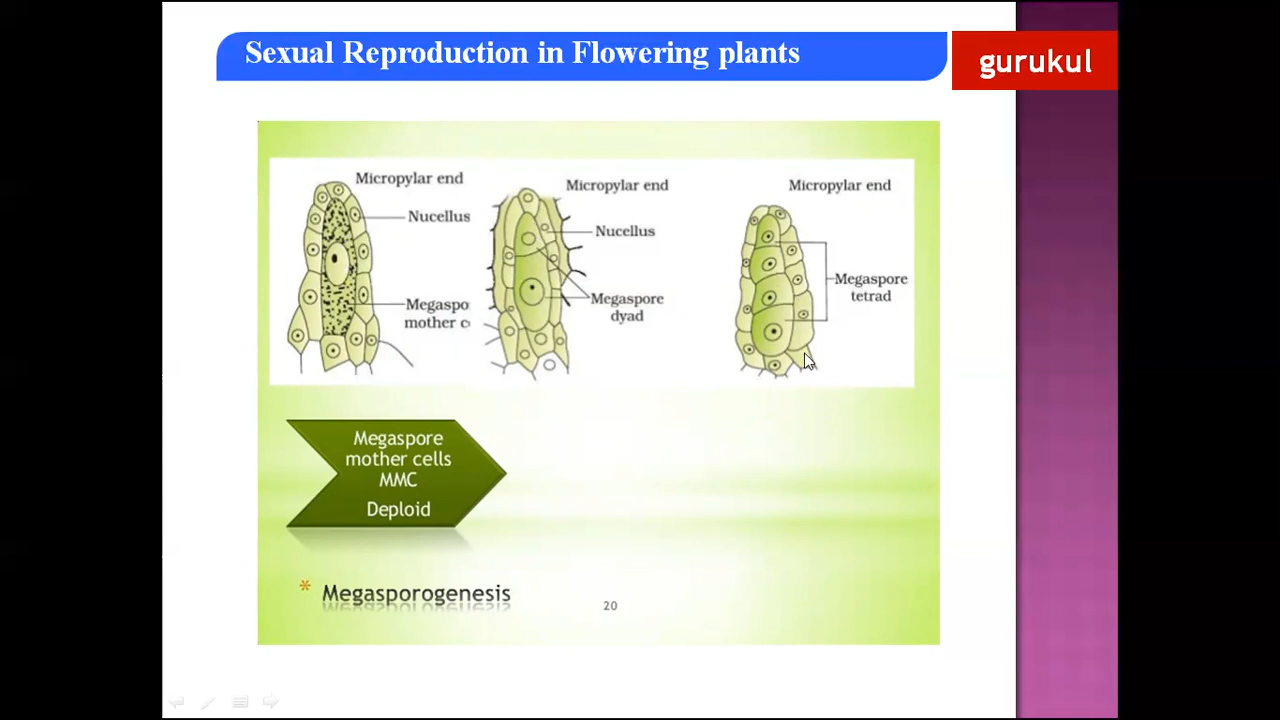 Sexual Reproduction in Flowering plants
gurukul
Micropylar end
Nucellus
Megaspo
mother c
Micropylar end
Nucellus
Megaspore
dyad
Micropylar end
Megaspore
tetrad
Megaspore
mother cells
MMC
Deploid
* Megasporogenesis
20